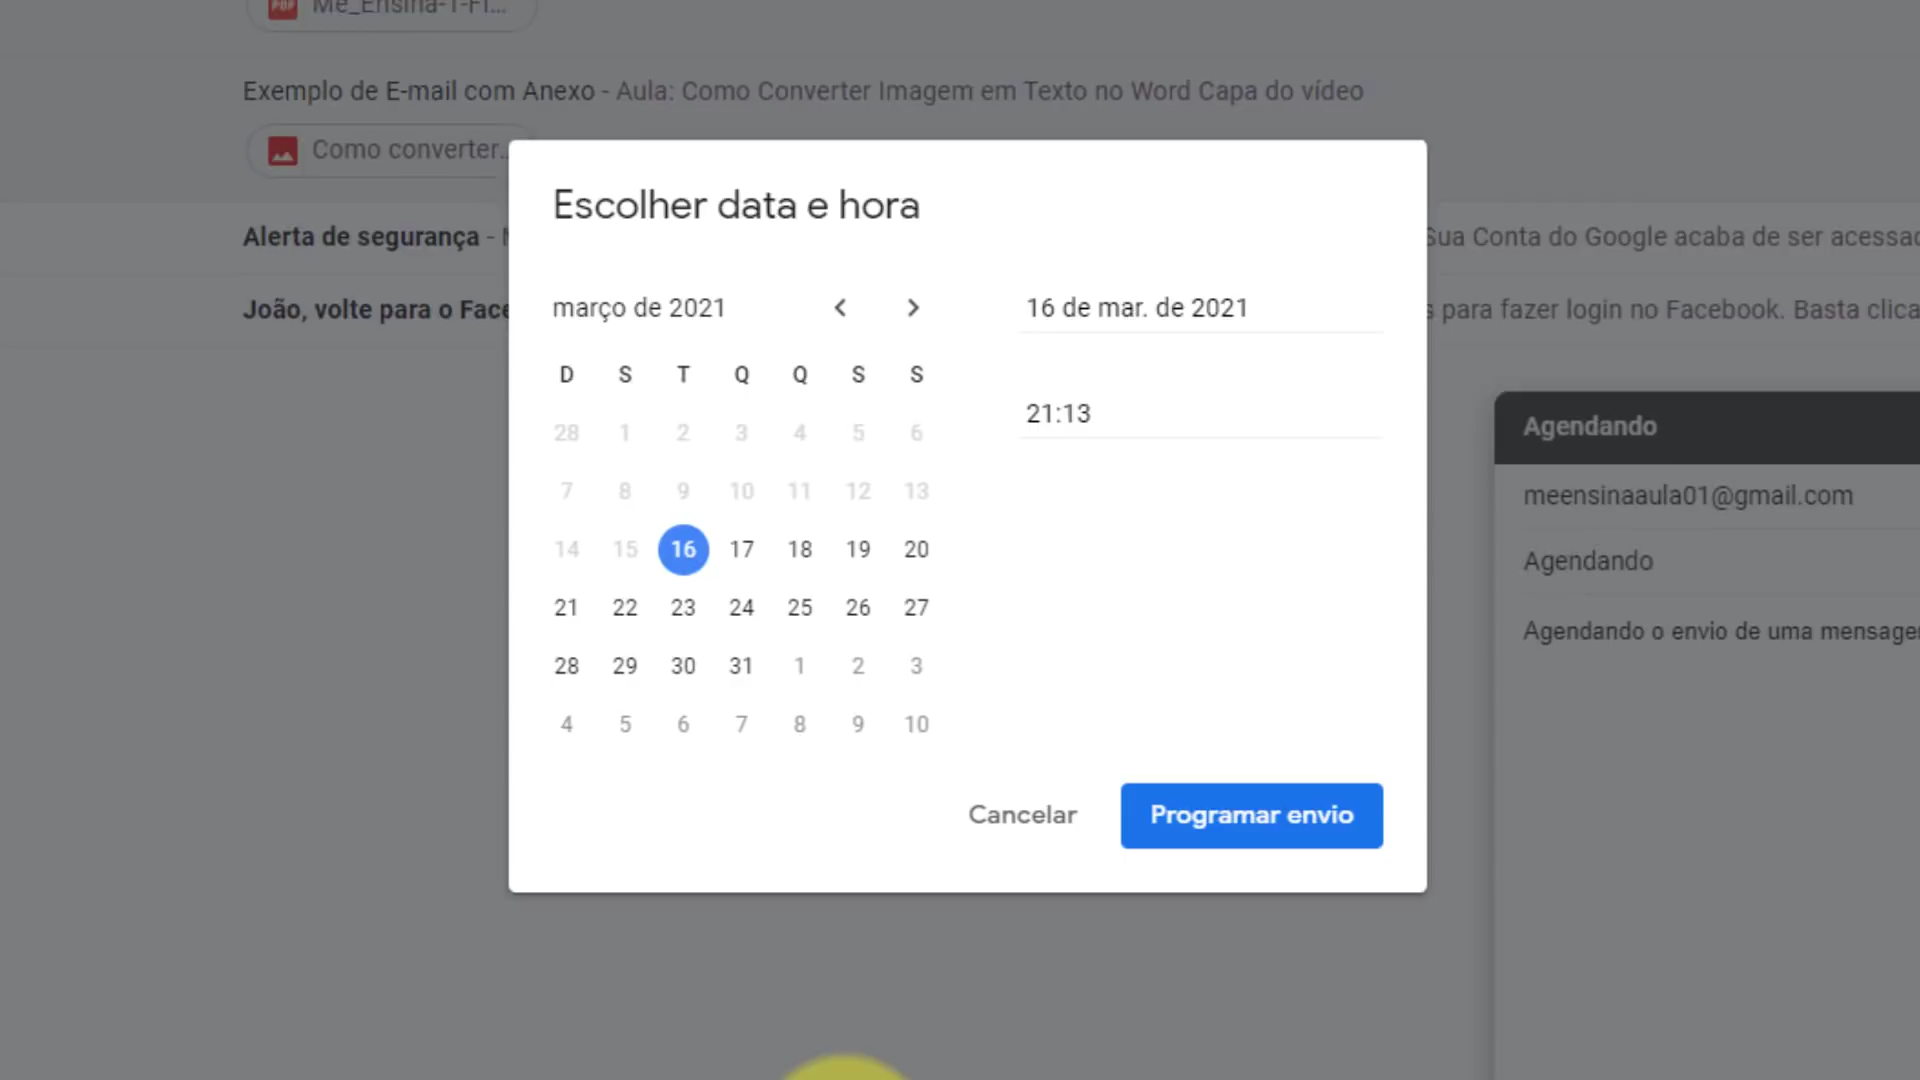 Me_Ensina-1-Fl...
Exemplo de E-mail com Anexo - Aula: Como Converter Imagem em Texto no Word Capa do vídeo
Como converter...
Alerta de segurança -
Sua Conta do Google acaba de ser acessad
João, volte para o Face
s para fazer login no Facebook. Basta clica
Escolher data e hora
março de 2021
D S T Q Q S S
28 1 2 3 4 5 6
7 8 9 10 11 12 13
14 15 16 17 18 19 20
21 22 23 24 25 26 27
28 29 30 31 1 2 3
4 5 6 7 8 9 10
16 de mar. de 2021
21:13
Cancelar
Programar envio
Agendando
meensinaaula01@gmail.com
Agendando
Agendando o envio de uma mensage